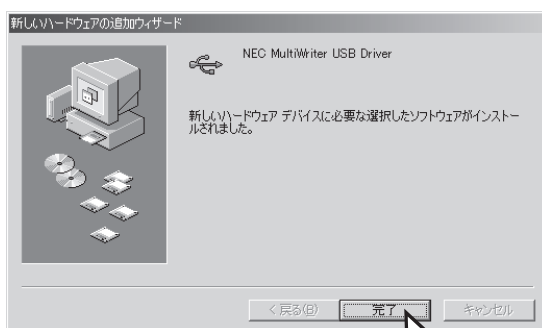 新しいハードウェアの追加ウィザード
NEC MultiWriter USB Driver
新しいハードウェア デバイスに必要な選択したソフトウェアがインストー
ルされました。
< 戻る(B)
完了
キャンセル